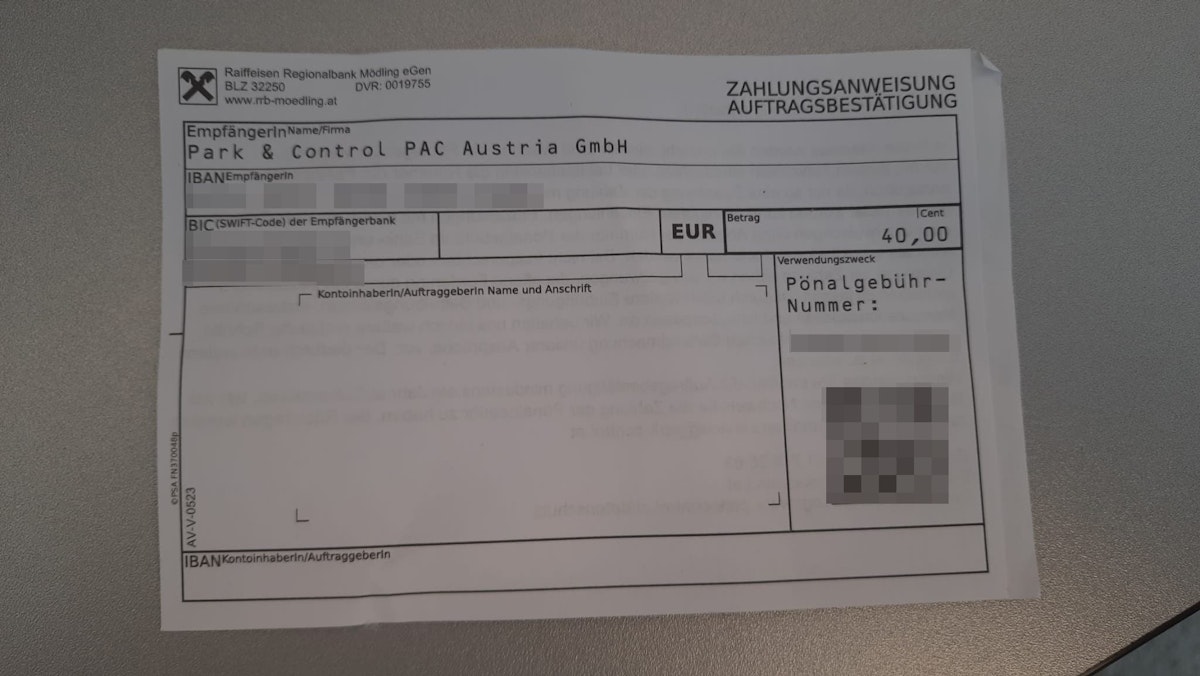 Raiffeisen Regionalbank Mödling eGen
BLZ 32250 DVR: 0019755
www.rrb-moedling.at
ZAHLUNGSANWEISUNG
AUFTRAGSBESTÄTIGUNG
EmpfängerIn Name/Firma
Park & Control PAC Austria GmbH
IBAN EmpfängerIn
BIC (SWIFT-Code) der Empfängerbank
EUR
Betrag
Cent
40,00
KontoinhaberIn/AuftraggeberIn Name und Anschrift
Verwendungszweck
Pönalgebühr-
Nummer:
©PSA FN370048p
AV-V-0523
IBAN KontoinhaberIn/AuftraggeberIn